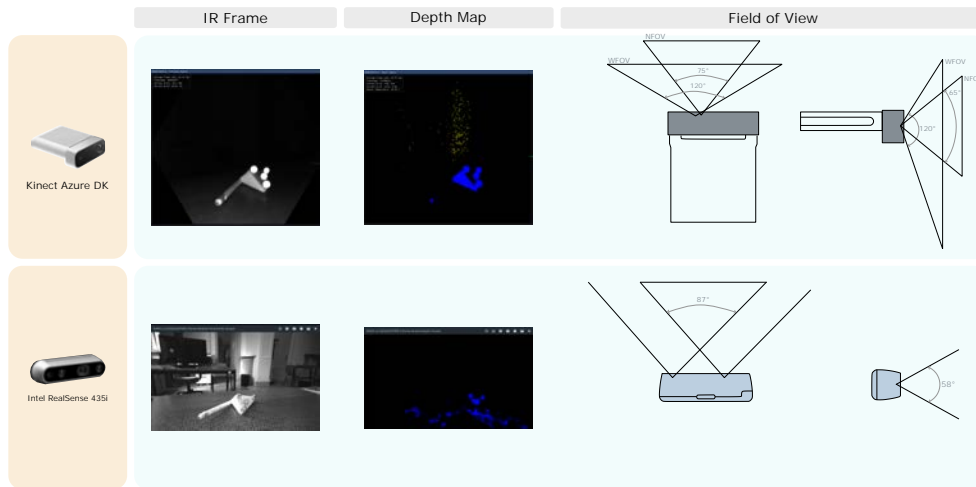 IR Frame
Depth Map
Field of View
Kinect Azure DK
NFOV
WFOV
75°
120°
WFOV
65°
120°
Intel RealSense 435i
87°
58°